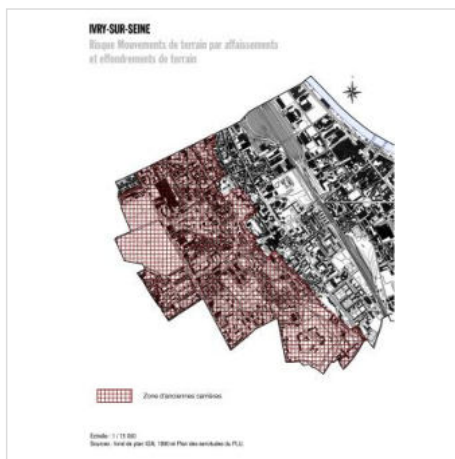 IVRY-SUR-SEINE
Risque Mouvements de terrain par affaissements
et effondrements de terrain
Zone d'anciennes carrières
Echelle : 1 / 15 000
Sources : fond de plan IGN, 1990 et Plan des servitudes du PLU.